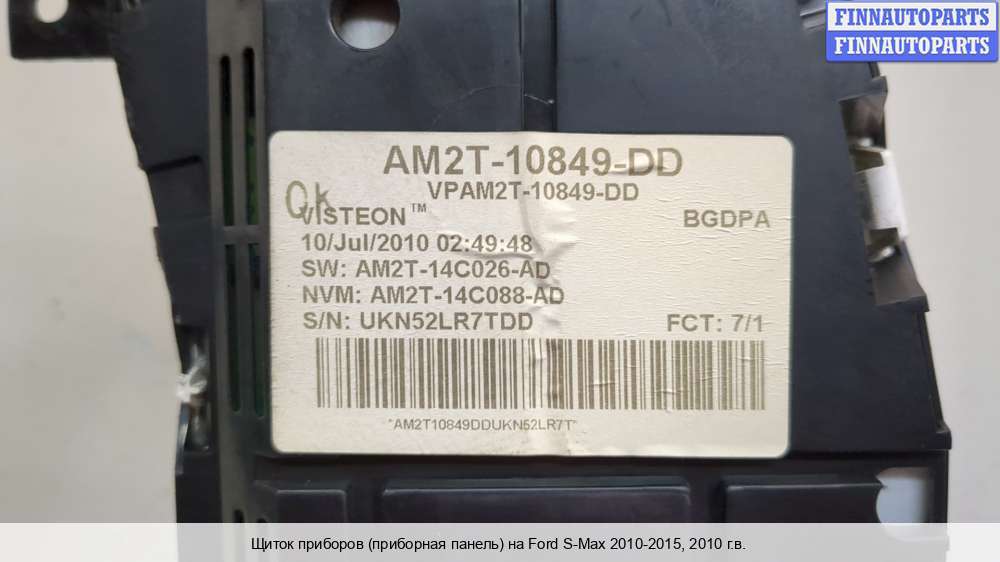 FINNAUTOPARTS
FINNAUTOPARTS
AM2T-10849-DD
VPAM2T-10849-DD
Ok
VISTEON™
BGDPA
10/Jul/2010 02:49:48
SW: AM2T-14C026-AD
NVM: AM2T-14C088-AD
S/N: UKN52LR7TDD
FCT: 7/1
"AM2T10849DDUKN52LR7T"
Щиток приборов (приборная панель) на Ford S-Max 2010-2015, 2010 г.в.